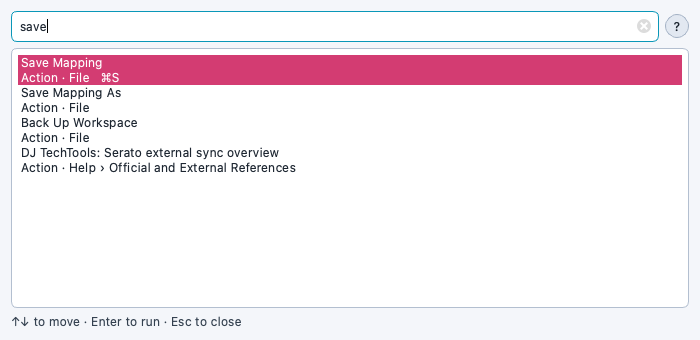 save
?
Save Mapping
Action · File ⌘S
Save Mapping As
Action · File
Back Up Workspace
Action · File
DJ TechTools: Serato external sync overview
Action · Help › Official and External References
↑↓ to move · Enter to run · Esc to close